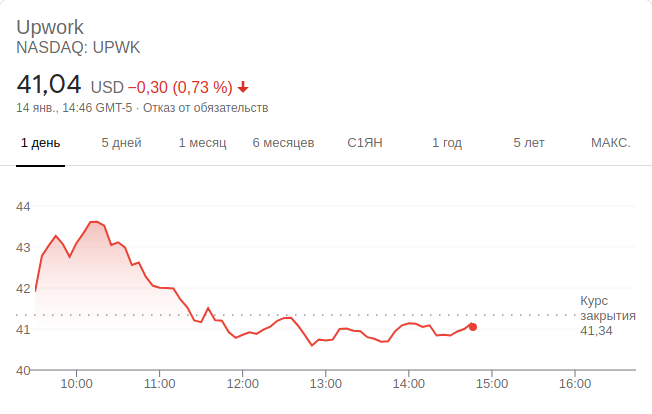 Upwork
NASDAQ: UPWK
41,04 USD −0,30 (0,73 %)
14 янв., 14:46 GMT-5 · Отказ от обязательств
1 день 5 дней 1 месяц 6 месяцев С1ЯН 1 год 5 лет МАКС.
44
43
42
Курс
закрытия
41,34
41
40
10:00 11:00 12:00 13:00 14:00 15:00 16:00